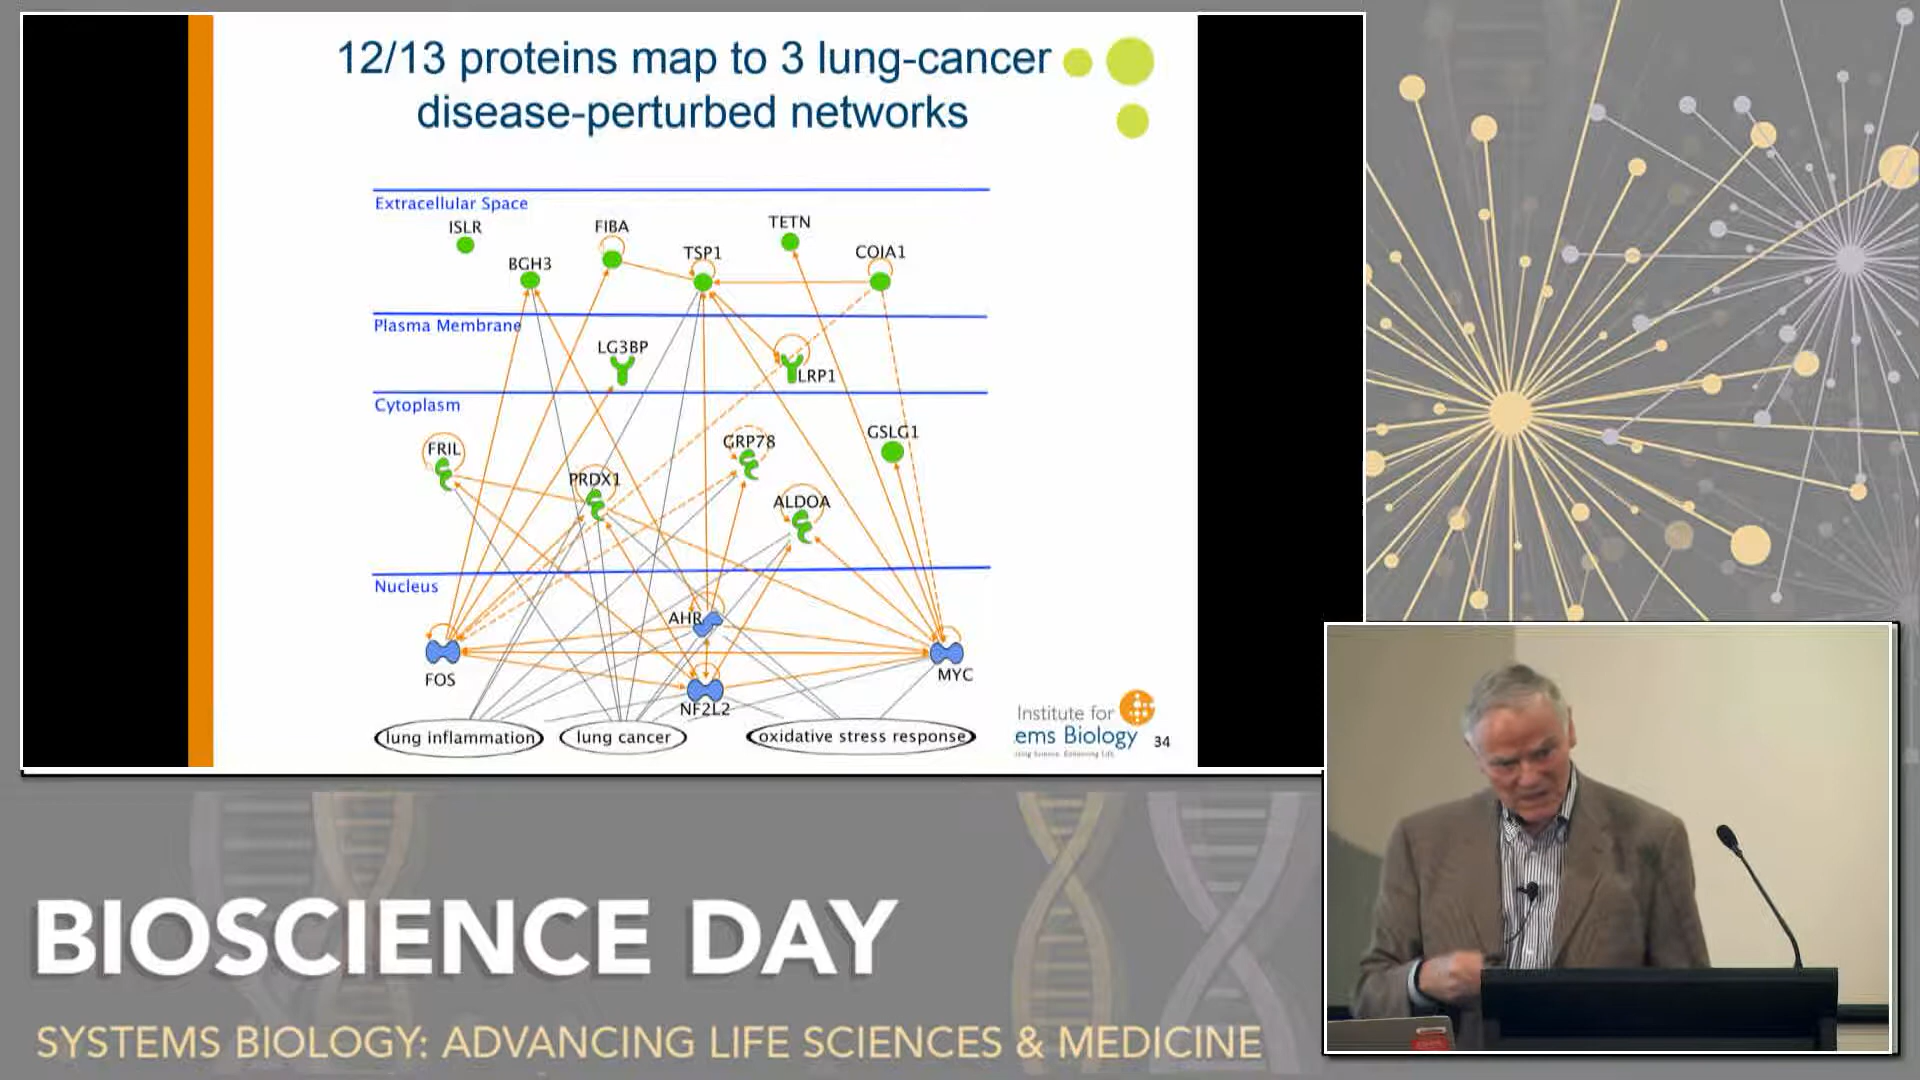 12/13 proteins map to 3 lung-cancer
disease-perturbed networks
Extracellular Space
ISLR
FIBA
TETN
BGH3
TSP1
COIA1
Plasma Membrane
LG3BP
LRP1
Cytoplasm
FRIL
GRP78
GSLG1
PRDX1
ALDOA
Nucleus
AHR
FOS
MYC
NF2L2
lung inflammation
lung cancer
oxidative stress response
Institute for
ems Biology
34
BIOSCIENCE DAY
SYSTEMS BIOLOGY: ADVANCING LIFE SCIENCES & MEDICINE